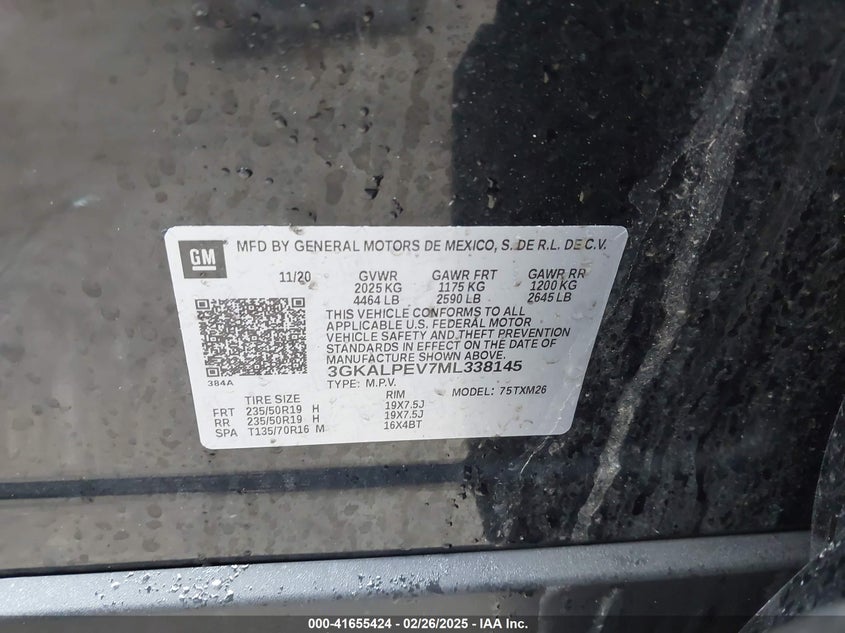 GM MFD BY GENERAL MOTORS DE MEXICO, S. DE R.L. DE C.V.
11/20 GVWR GAWR FRT GAWR RR
2025 KG 1175 KG 1200 KG
4464 LB 2590 LB 2645 LB
THIS VEHICLE CONFORMS TO ALL
APPLICABLE U.S. FEDERAL MOTOR
VEHICLE SAFETY AND THEFT PREVENTION
STANDARDS IN EFFECT ON THE DATE OF
MANUFACTURE SHOWN ABOVE.
3GKALPEV7ML338145
384A
TYPE: M.P.V. MODEL: 75TXM26
TIRE SIZE RIM
FRT 235/50R19 H 19X7.5J
RR 235/50R19 H 19X7.5J
SPA T135/70R16 M 16X4BT
000-41655424 - 02/26/2025 - IAA Inc.